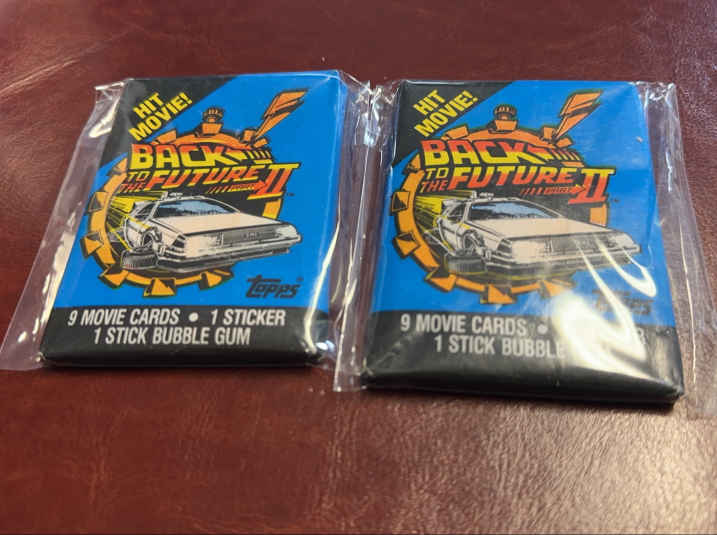 HIT
MOVIE!
BACK
TO
THE FUTURE
PART II
™
Topps®
9 MOVIE CARDS • 1 STICKER
1 STICK BUBBLE GUM
HIT
MOVIE!
BACK
TO
THE FUTURE
PART II
9 MOVIE CARDS •
1 STICK BUBBLE